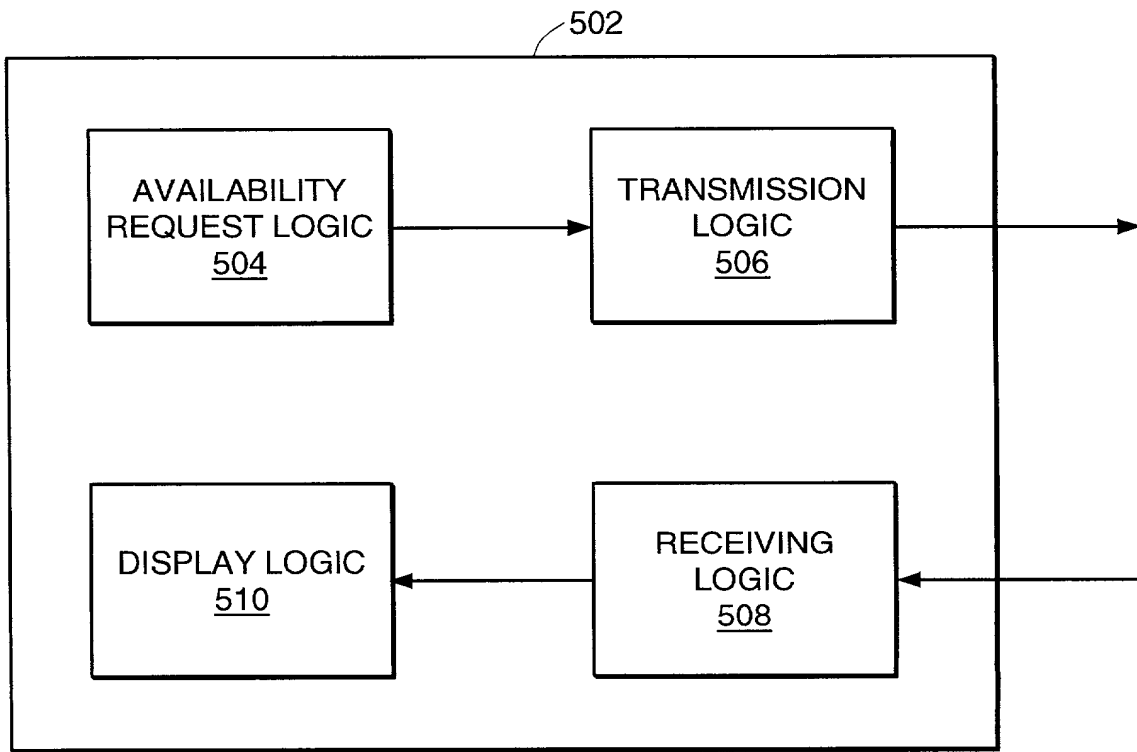 502
AVAILABILITY
REQUEST LOGIC
504
TRANSMISSION
LOGIC
506
DISPLAY LOGIC
510
RECEIVING
LOGIC
508